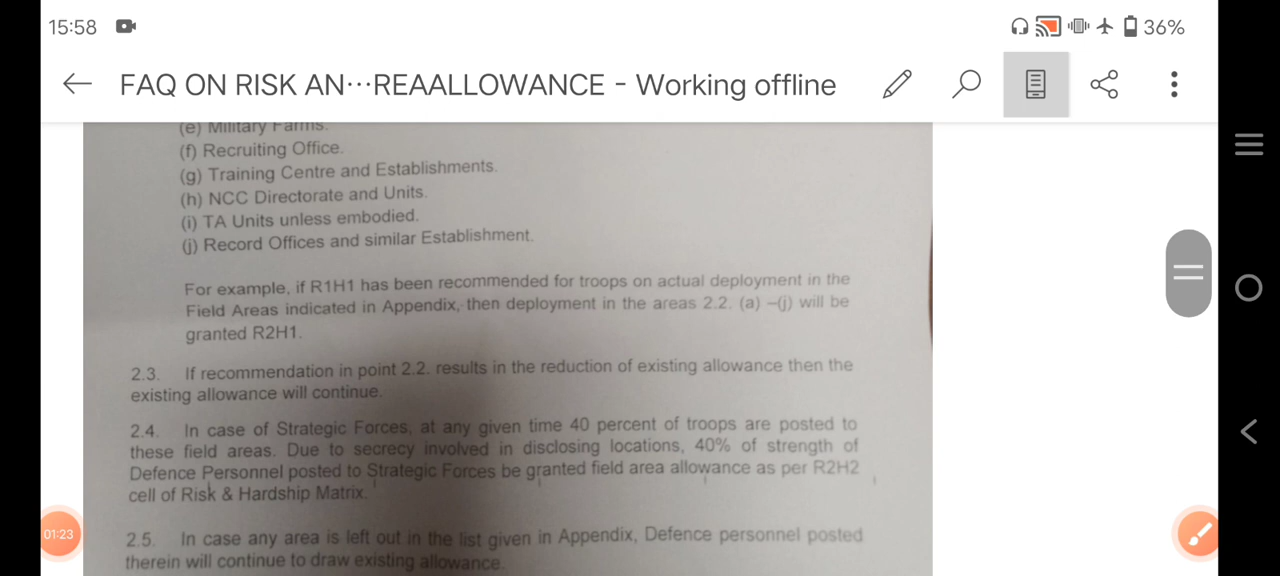 15:58
36%
FAQ ON RISK AN···REAALLOWANCE - Working offline
(e) Military Farms.
(f) Recruiting Office.
(g) Training Centre and Establishments.
(h) NCC Directorate and Units.
(i) TA Units unless embodied.
(j) Record Offices and similar Establishment.
For example, if R1H1 has been recommended for troops on actual deployment in the
Field Areas indicated in Appendix, then deployment in the areas 2.2. (a) –(j) will be
granted R2H1.
2.3. If recommendation in point 2.2. results in the reduction of existing allowance then the
existing allowance will continue.
2.4. In case of Strategic Forces, at any given time 40 percent of troops are posted to
these field areas. Due to secrecy involved in disclosing locations, 40% of strength of
Defence Personnel posted to Strategic Forces be granted field area allowance as per R2H2
cell of Risk & Hardship Matrix.
01:23
2.5. In case any area is left out in the list given in Appendix, Defence personnel posted
therein will continue to draw existing allowance.